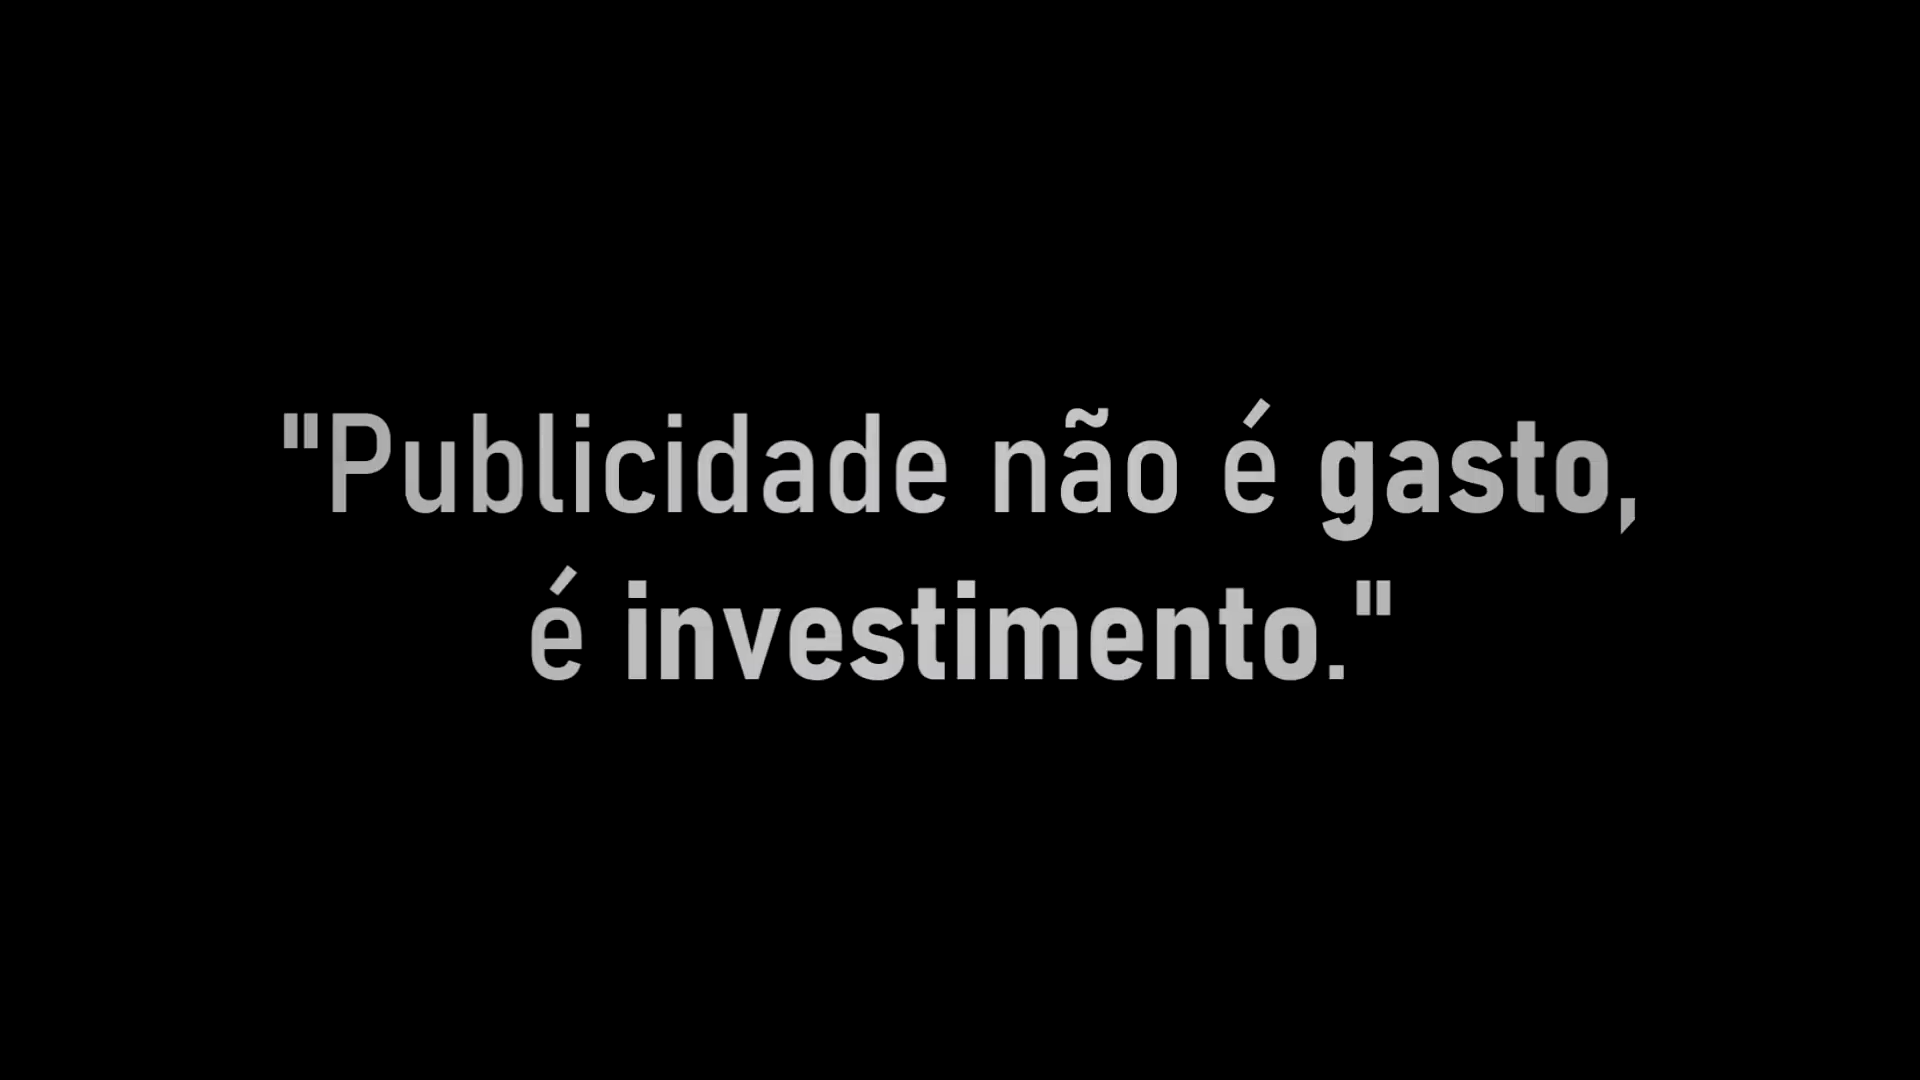 "Publicidade não é gasto,
é investimento."